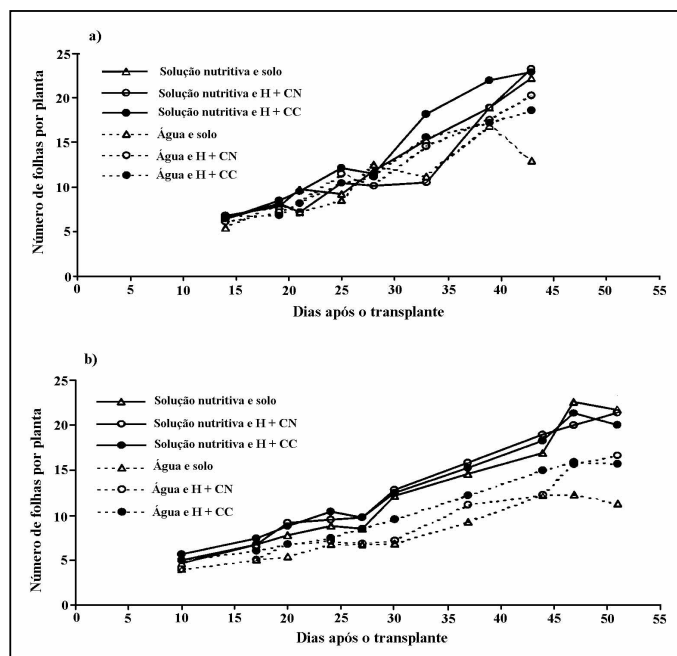 a)
25
20
15
10
5
0
Número de folhas por planta
Solução nutritiva e solo
Solução nutritiva e H + CN
Solução nutritiva e H + CC
Água e solo
Água e H + CN
Água e H + CC
0 5 10 15 20 25 30 35 40 45 50 55
Dias após o transplante
b)
25
20
15
10
5
0
Número de folhas por planta
Solução nutritiva e solo
Solução nutritiva e H + CN
Solução nutritiva e H + CC
Água e solo
Água e H + CN
Água e H + CC
0 5 10 15 20 25 30 35 40 45 50 55
Dias após o transplante